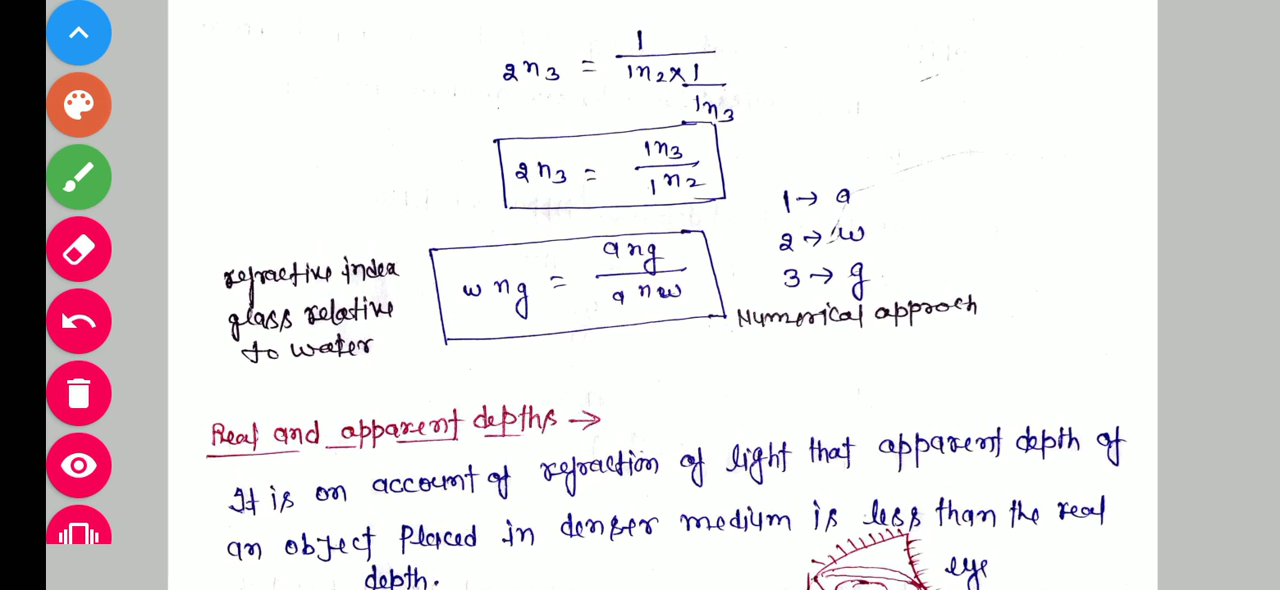 2n3 = 1 / 1n2 × 1 / 1n3
2n3 = 1n3 / 1n2
1 → a
2 → w
3 → g
refractive index
glass relative
to water
wng = ang / anw
Numerical approch
Real and apparent depths →
It is on account of refraction of light that apparent depth of
an object placed in denser medium is less than the real
depth.
eye